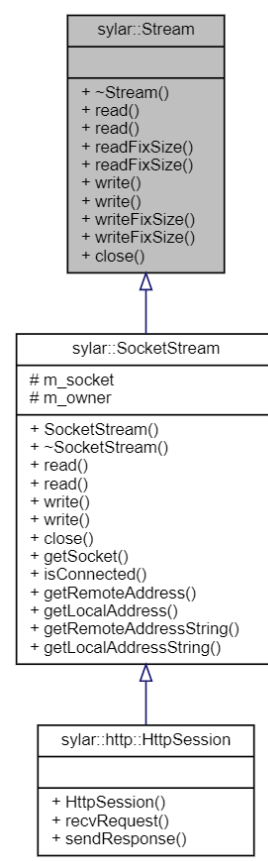 sylar::Stream
+ ~Stream()
+ read()
+ read()
+ readFixSize()
+ readFixSize()
+ write()
+ write()
+ writeFixSize()
+ writeFixSize()
+ close()
sylar::SocketStream
# m_socket
# m_owner
+ SocketStream()
+ ~SocketStream()
+ read()
+ read()
+ write()
+ write()
+ close()
+ getSocket()
+ isConnected()
+ getRemoteAddress()
+ getLocalAddress()
+ getRemoteAddressString()
+ getLocalAddressString()
sylar::http::HttpSession
+ HttpSession()
+ recvRequest()
+ sendResponse()